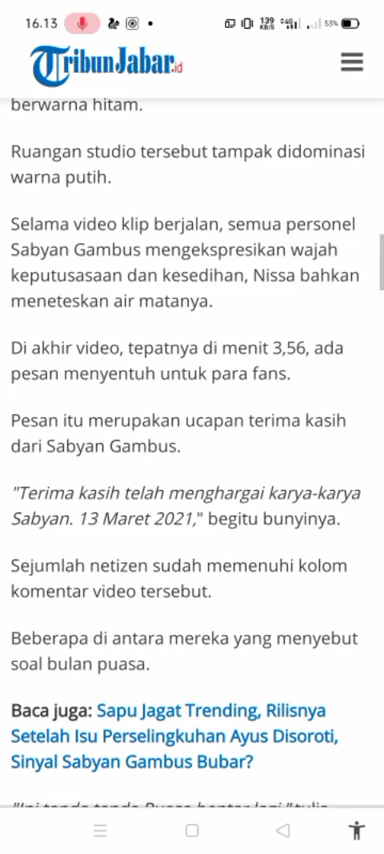 16.13
139
KB/S
4G
53%
TribunJabar.id
berwarna hitam.
Ruangan studio tersebut tampak didominasi
warna putih.
Selama video klip berjalan, semua personel
Sabyan Gambus mengekspresikan wajah
keputusasaan dan kesedihan, Nissa bahkan
meneteskan air matanya.
Di akhir video, tepatnya di menit 3,56, ada
pesan menyentuh untuk para fans.
Pesan itu merupakan ucapan terima kasih
dari Sabyan Gambus.
"Terima kasih telah menghargai karya-karya
Sabyan. 13 Maret 2021," begitu bunyinya.
Sejumlah netizen sudah memenuhi kolom
komentar video tersebut.
Beberapa di antara mereka yang menyebut
soal bulan puasa.
Baca juga: Sapu Jagat Trending, Rilisnya
Setelah Isu Perselingkuhan Ayus Disoroti,
Sinyal Sabyan Gambus Bubar?